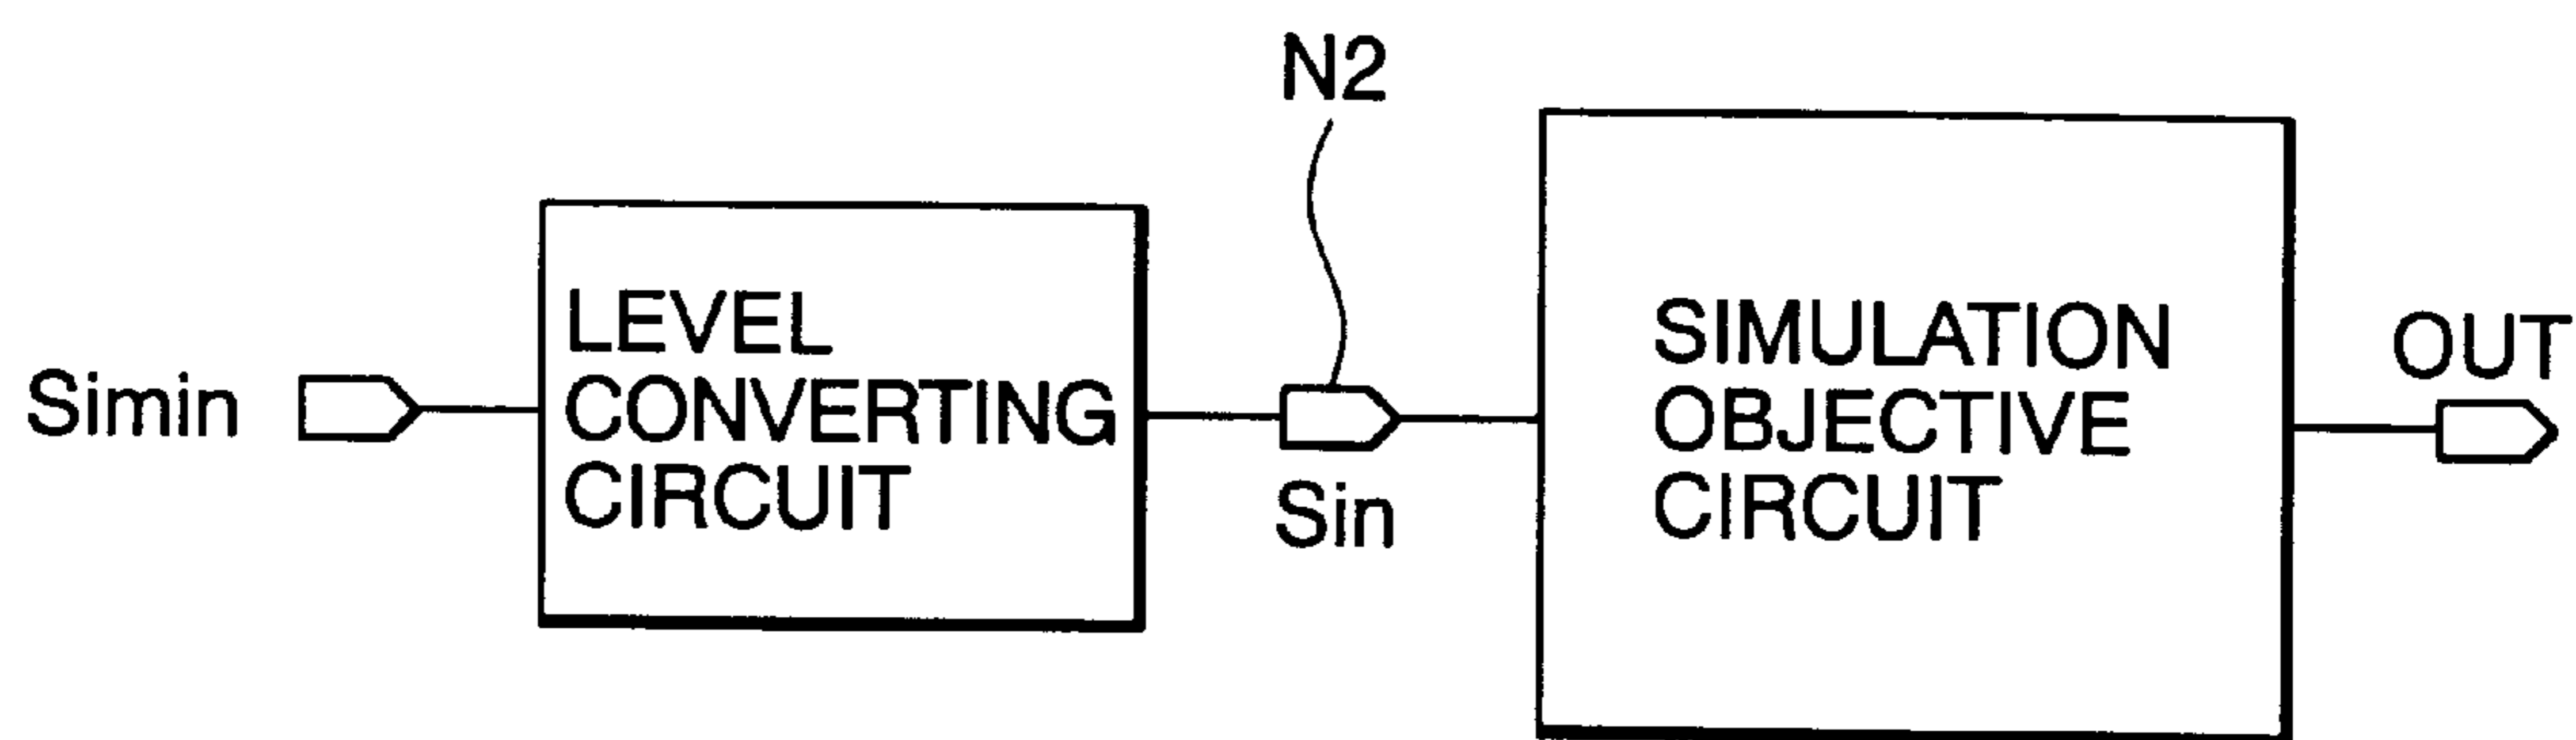 N2
Simin
LEVEL
CONVERTING
CIRCUIT
Sin
SIMULATION
OBJECTIVE
CIRCUIT
OUT